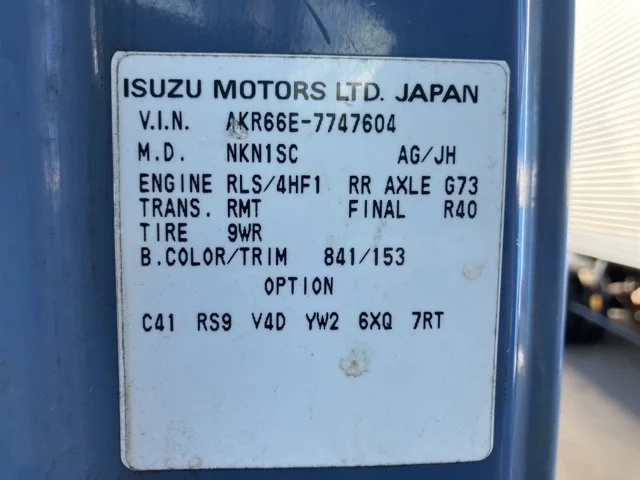 ISUZU MOTORS LTD. JAPAN
V.I.N. AKR66E-7747604
M.D. NKN1SC AG/JH
ENGINE RLS/4HF1 RR AXLE G73
TRANS. RMT FINAL R40
TIRE 9WR
B.COLOR/TRIM 841/153
OPTION
C41 RS9 V4D YW2 6XQ 7RT